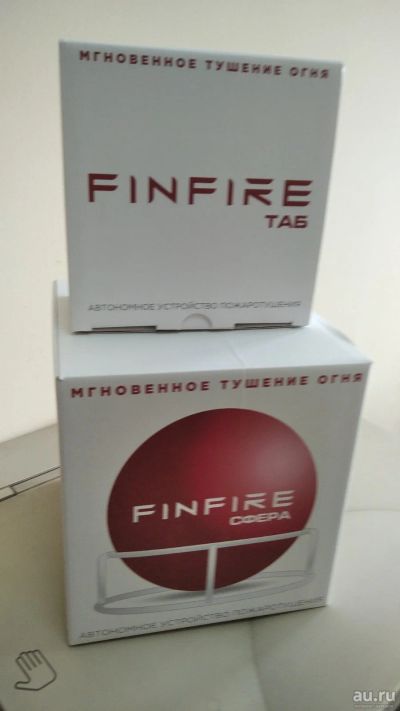 МГНОВЕННОЕ ТУШЕНИЕ ОГНЯ
FINFIRE
ТАБ
АВТОНОМНОЕ УСТРОЙСТВО ПОЖАРОТУШЕНИЯ
МГНОВЕННОЕ ТУШЕНИЕ ОГНЯ
FINFIRE
СФЕРА
АВТОНОМНОЕ УСТРОЙСТВО ПОЖАРОТУШЕНИЯ
au.ru